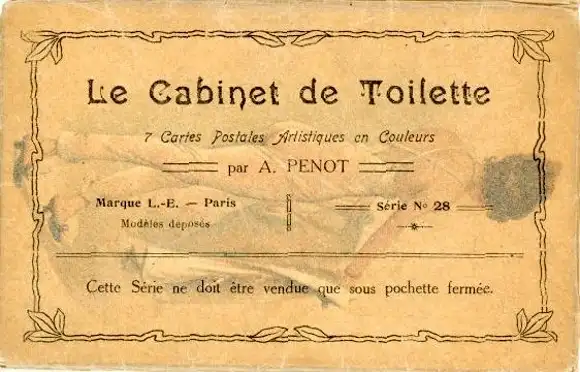 Le Cabinet de Toilette
7 Cartes Postales Artistiques en Couleurs
par A. PENOT
Marque L.-E. — Paris
Modèles déposés
Série No 28
Cette Série ne doit être vendue que sous pochette fermée.